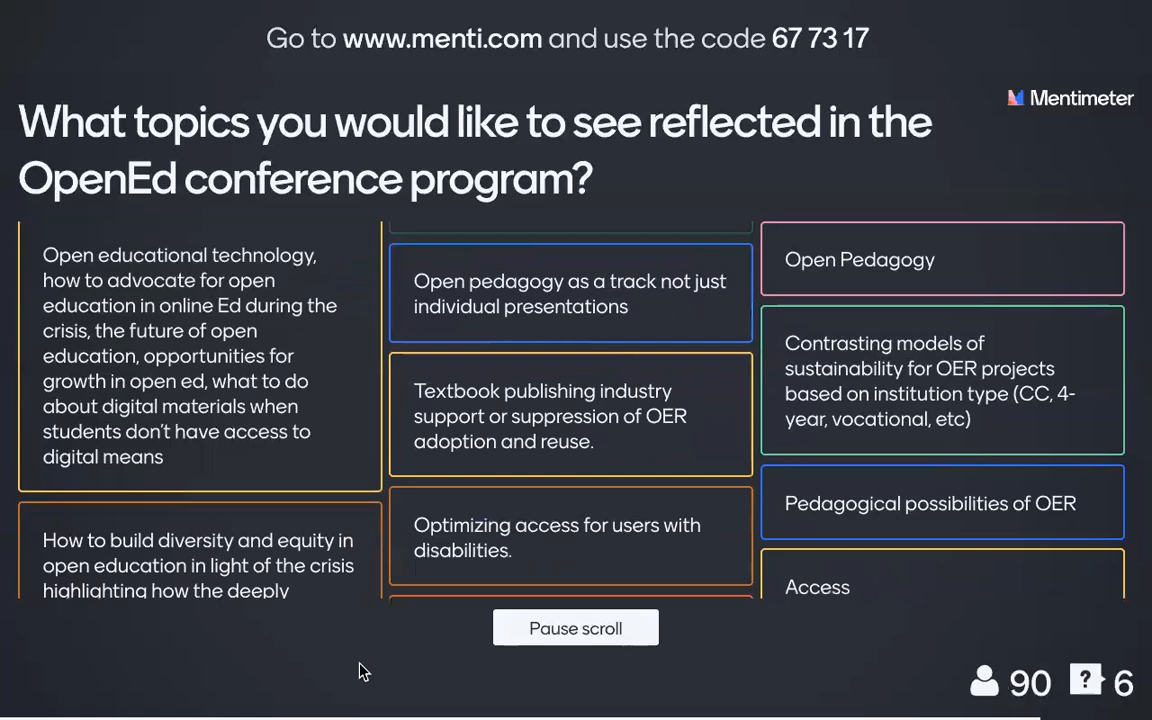 Go to www.menti.com and use the code 67 73 17
Mentimeter
What topics you would like to see reflected in the
OpenEd conference program?
Open educational technology,
how to advocate for open
education in online Ed during the
crisis, the future of open
education, opportunities for
growth in open ed, what to do
about digital materials when
students don't have access to
digital means
How to build diversity and equity in
open education in light of the crisis
highlighting how the deeply
Open pedagogy as a track not just
individual presentations
Textbook publishing industry
support or suppression of OER
adoption and reuse.
Optimizing access for users with
disabilities.
Open Pedagogy
Contrasting models of
sustainability for OER projects
based on institution type (CC, 4-
year, vocational, etc)
Pedagogical possibilities of OER
Access
Pause scroll
90
? 6